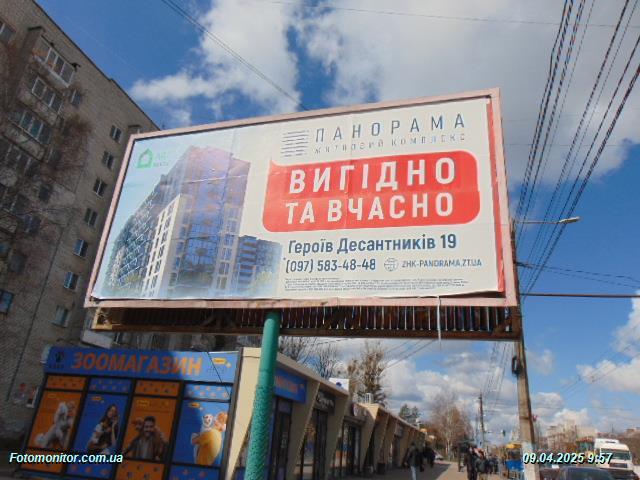 ПАНОРАМА
ЖИТЛОВИЙ КОМПЛЕКС
ВИГІДНО
ТА ВЧАСНО
Героїв Десантників 19
(097) 583-48-48 ZHK-PANORAMA.ZT.UA
ЗООМАГАЗИН
Fotomonitor.com.ua
09.04.2025 9:57